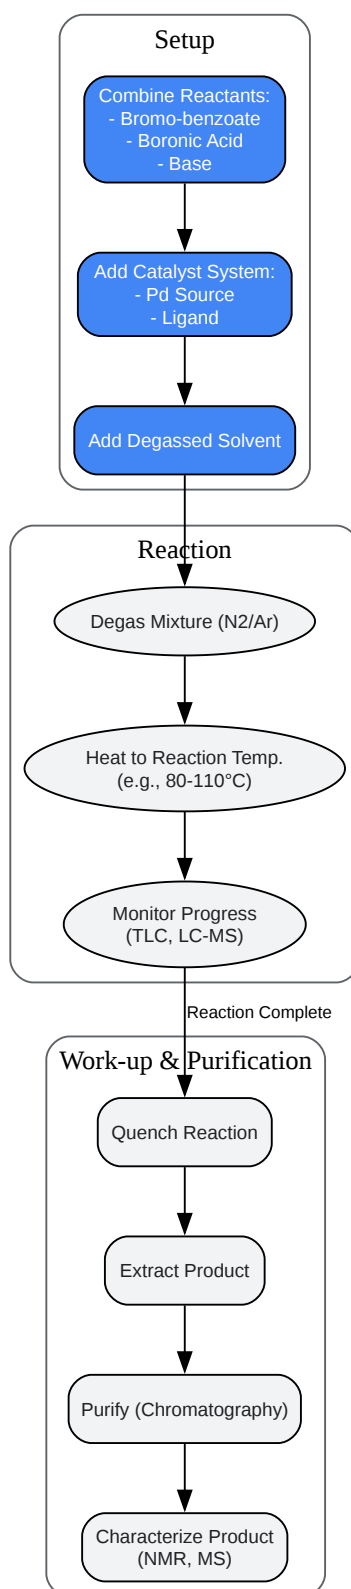 Setup
Combine Reactants:
- Bromo-benzoate
- Boronic Acid
- Base
Add Catalyst System:
- Pd Source
- Ligand
Add Degassed Solvent
Reaction
Degas Mixture (N2/Ar)
Heat to Reaction Temp.
(e.g., 80-110°C)
Monitor Progress
(TLC, LC-MS)
Reaction Complete
Work-up & Purification
Quench Reaction
Extract Product
Purify (Chromatography)
Characterize Product
(NMR, MS)